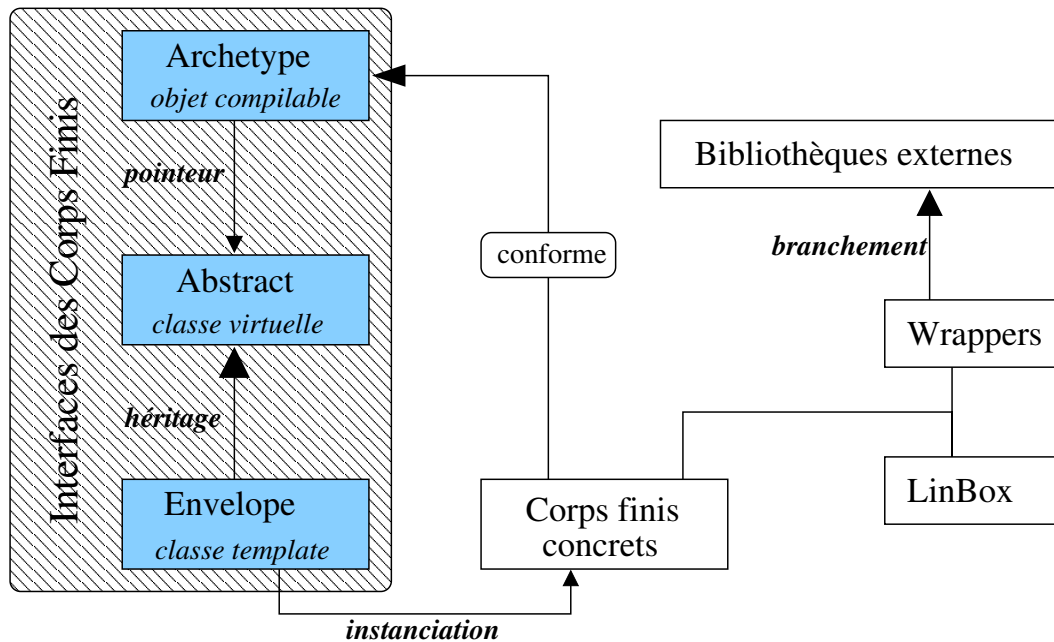 Interfaces des Corps Finis
Archetype
objet compilable
pointeur
Abstract
classe virtuelle
héritage
Envelope
classe template
instanciation
conforme
Corps finis
concrets
Bibliothèques externes
branchement
Wrappers
LinBox